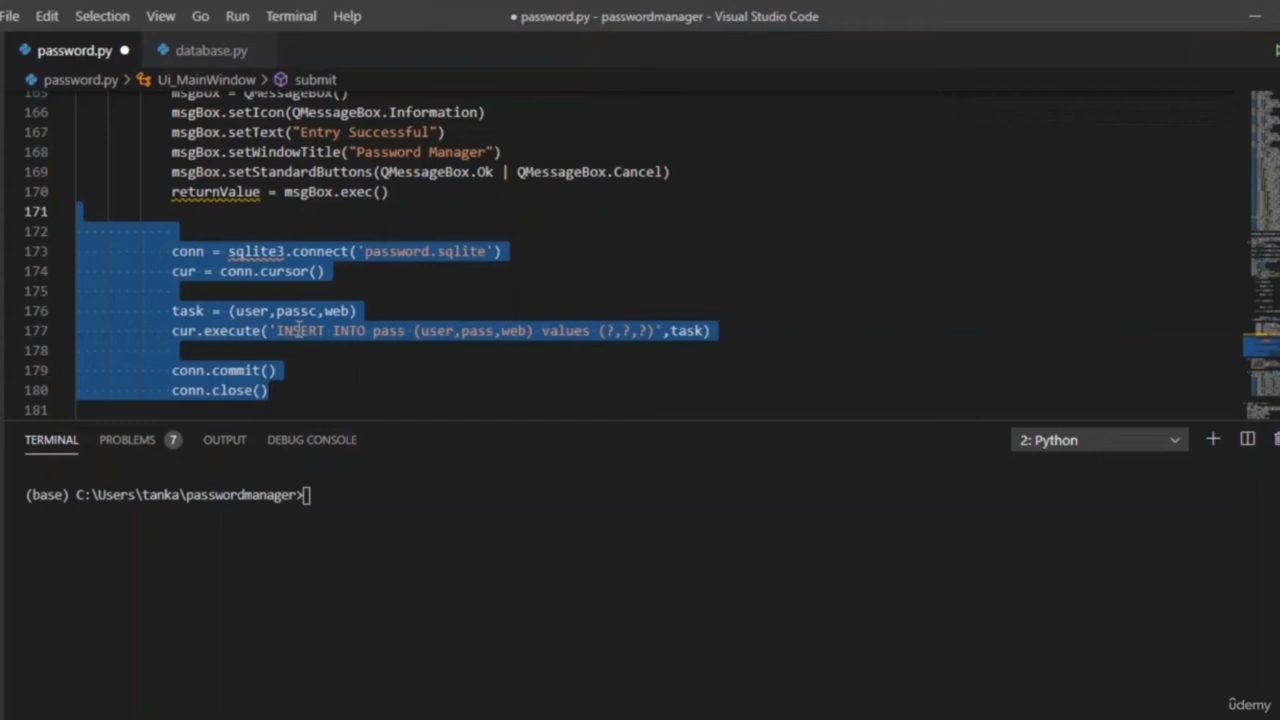 File Edit Selection View Go Run Terminal Help
● password.py - passwordmanager - Visual Studio Code
password.py ● database.py
password.py > Ui_MainWindow > submit
165 msgBox = QMessageBox()
166 msgBox.setIcon(QMessageBox.Information)
167 msgBox.setText("Entry Successful")
168 msgBox.setWindowTitle("Password Manager")
169 msgBox.setStandardButtons(QMessageBox.Ok | QMessageBox.Cancel)
170 returnValue = msgBox.exec()
171
172
173 conn = sqlite3.connect('password.sqlite')
174 cur = conn.cursor()
175
176 task = (user,passc,web)
177 cur.execute('INSERT INTO pass (user,pass,web) values (?,?,?)',task)
178
179 conn.commit()
180 conn.close()
181
TERMINAL PROBLEMS 7 OUTPUT DEBUG CONSOLE 2: Python
(base) C:\Users\tanka\passwordmanager>
ûdemy